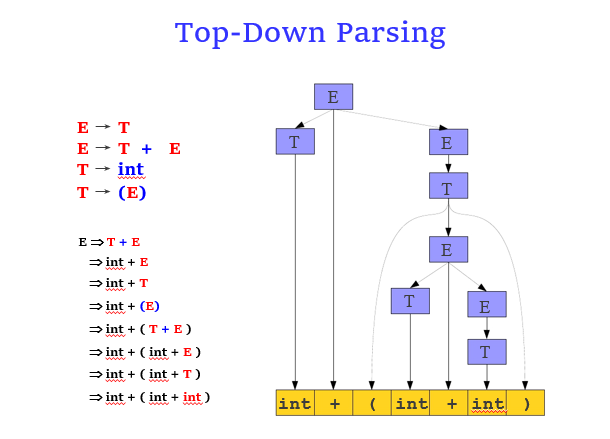 Top-Down Parsing
E → T
E → T + E
T → int
T → (E)
E ⇒ T + E
⇒ int + E
⇒ int + T
⇒ int + (E)
⇒ int + ( T + E )
⇒ int + ( int + E )
⇒ int + ( int + T )
⇒ int + ( int + int )
E
T
E
T
E
T
E
T
int + ( int + int )